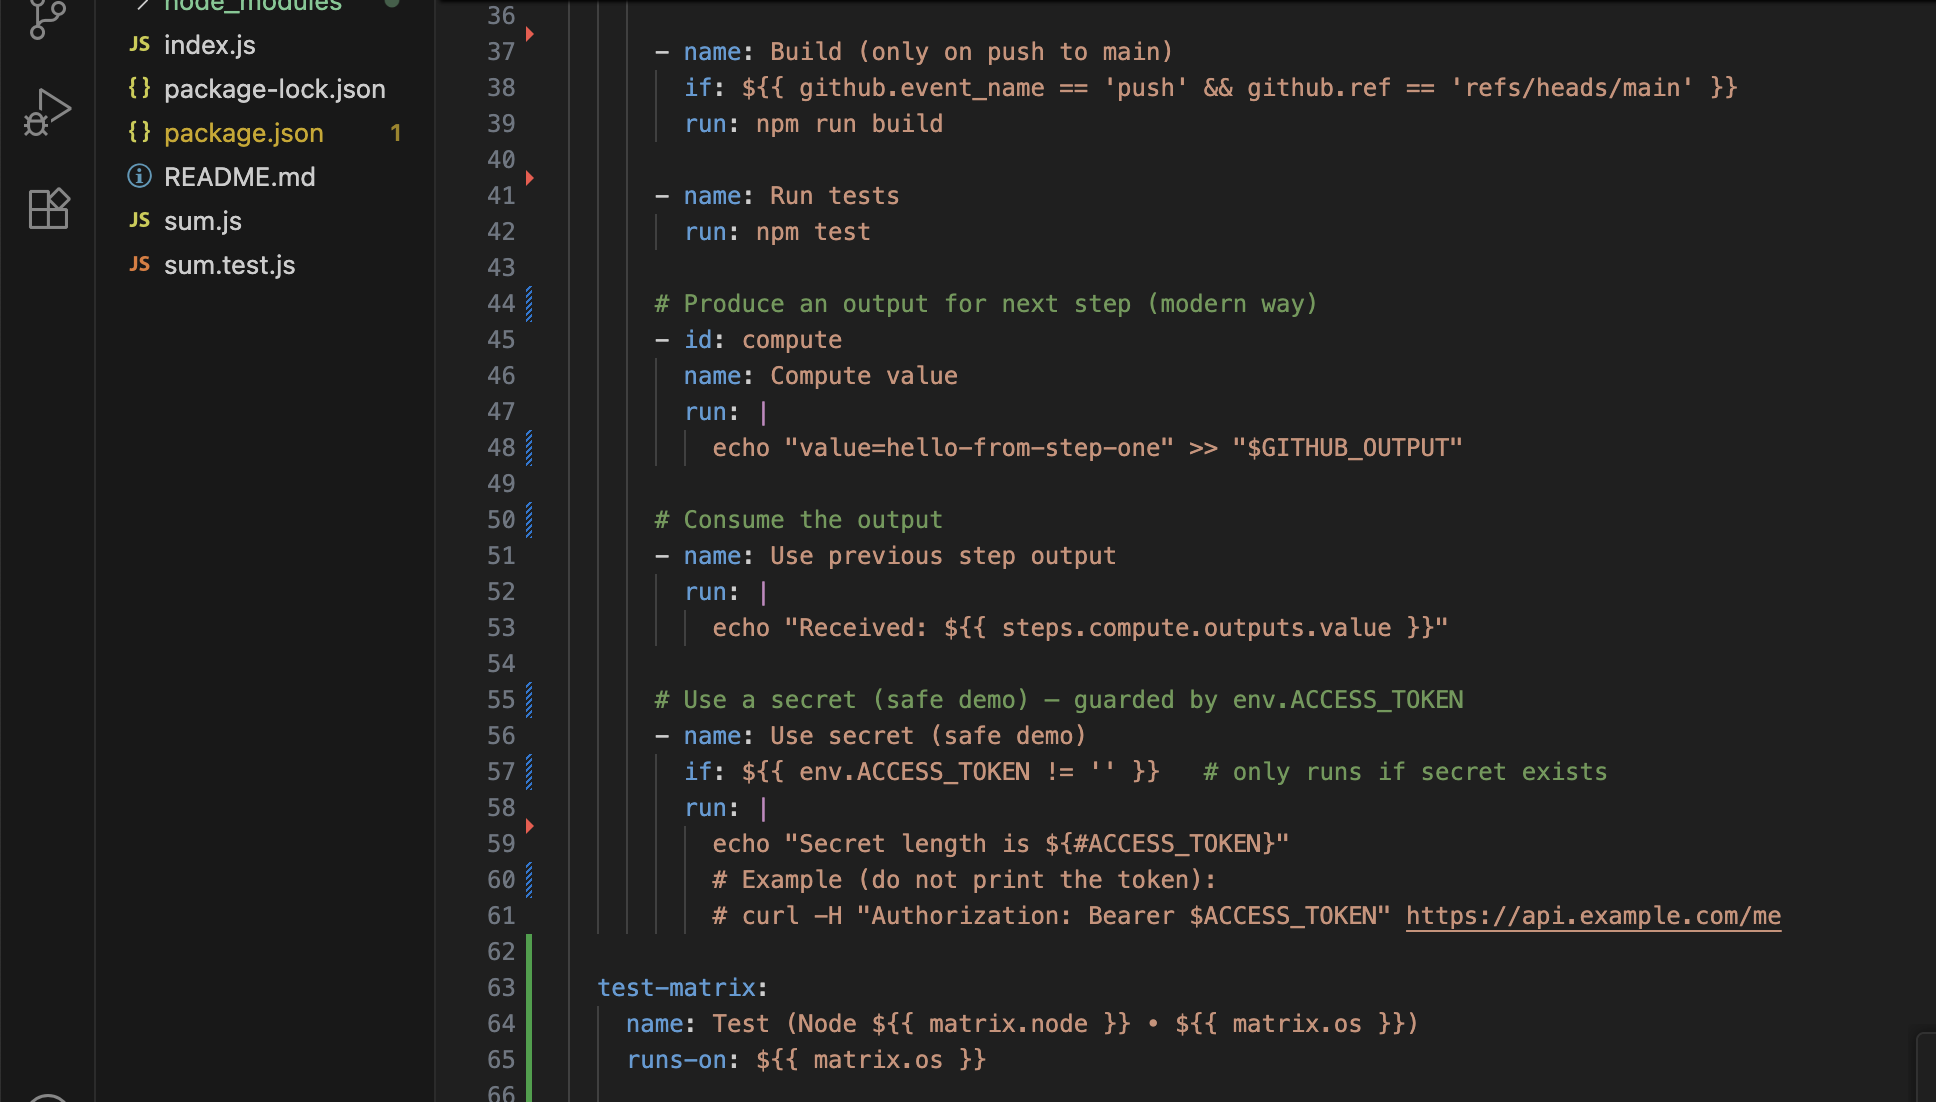 node_modules
JS index.js
{} package-lock.json
{} package.json 1
README.md
JS sum.js
JS sum.test.js
36
37 - name: Build (only on push to main)
38 if: ${{ github.event_name == 'push' && github.ref == 'refs/heads/main' }}
39 run: npm run build
40
41 - name: Run tests
42 run: npm test
43
44 # Produce an output for next step (modern way)
45 - id: compute
46 name: Compute value
47 run: |
48 echo "value=hello-from-step-one" >> "$GITHUB_OUTPUT"
49
50 # Consume the output
51 - name: Use previous step output
52 run: |
53 echo "Received: ${{ steps.compute.outputs.value }}"
54
55 # Use a secret (safe demo) — guarded by env.ACCESS_TOKEN
56 - name: Use secret (safe demo)
57 if: ${{ env.ACCESS_TOKEN != '' }}   # only runs if secret exists
58 run: |
59 echo "Secret length is ${#ACCESS_TOKEN}"
60 # Example (do not print the token):
61 # curl -H "Authorization: Bearer $ACCESS_TOKEN" https://api.example.com/me
62
63 test-matrix:
64 name: Test (Node ${{ matrix.node }} • ${{ matrix.os }})
65 runs-on: ${{ matrix.os }}
66